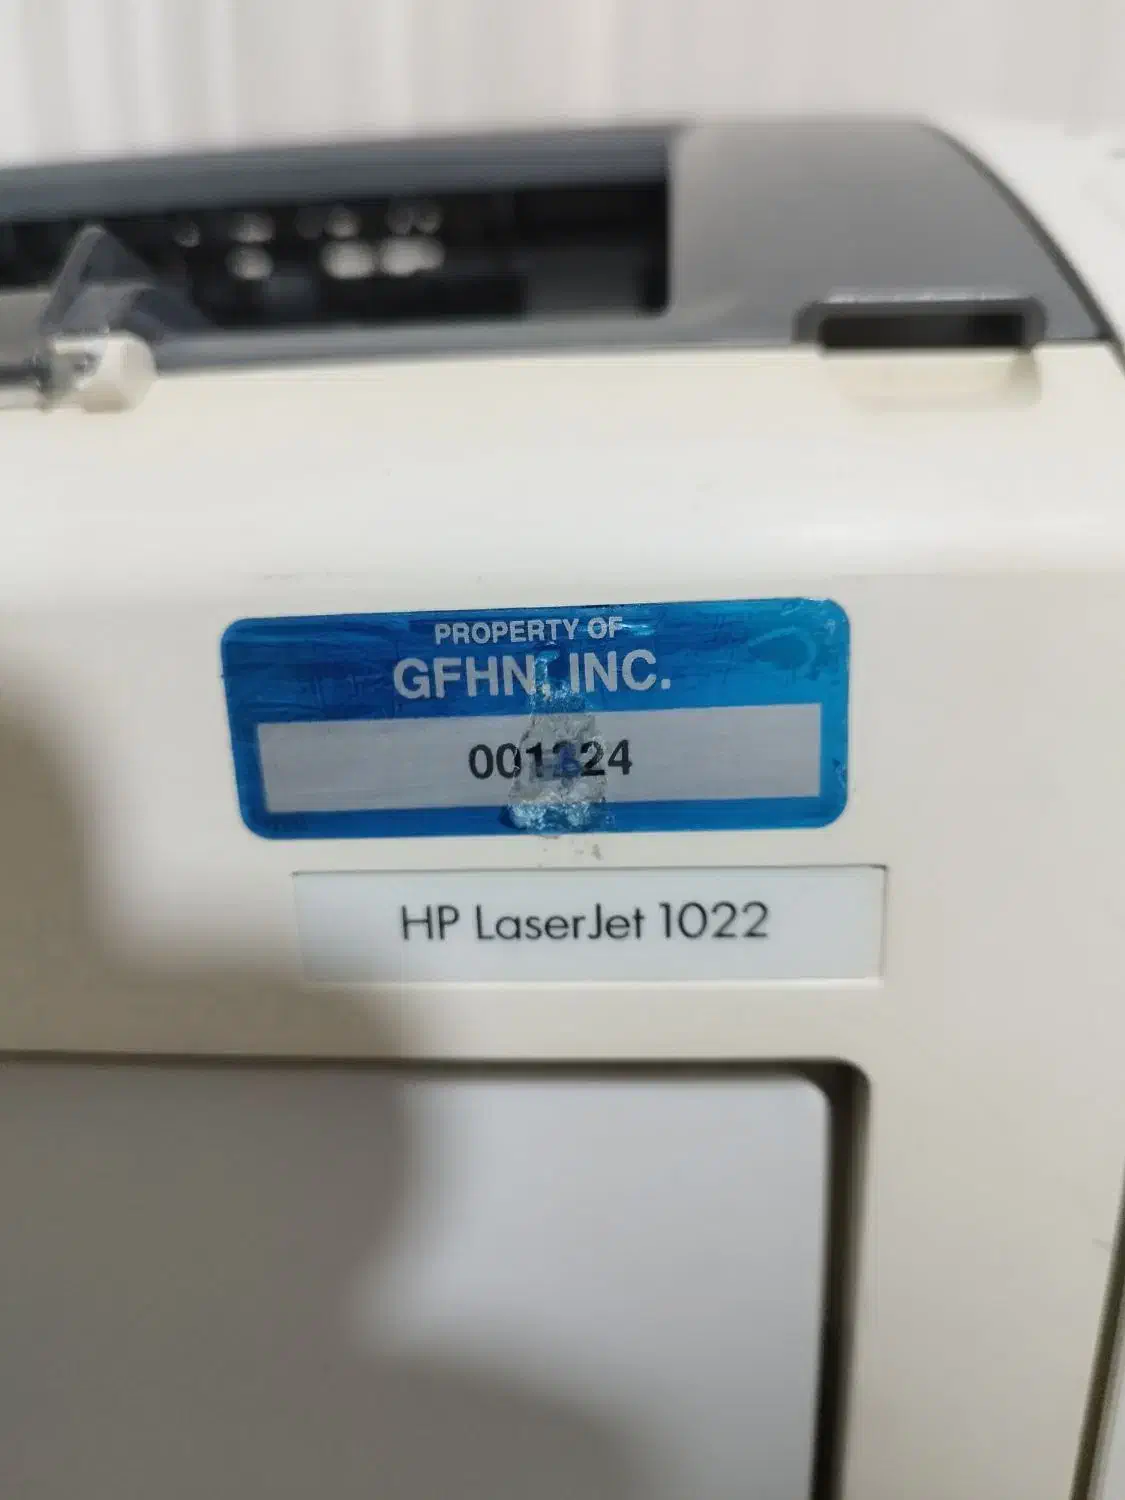 PROPERTY OF
GFHN, INC.
HP LaserJet 1022